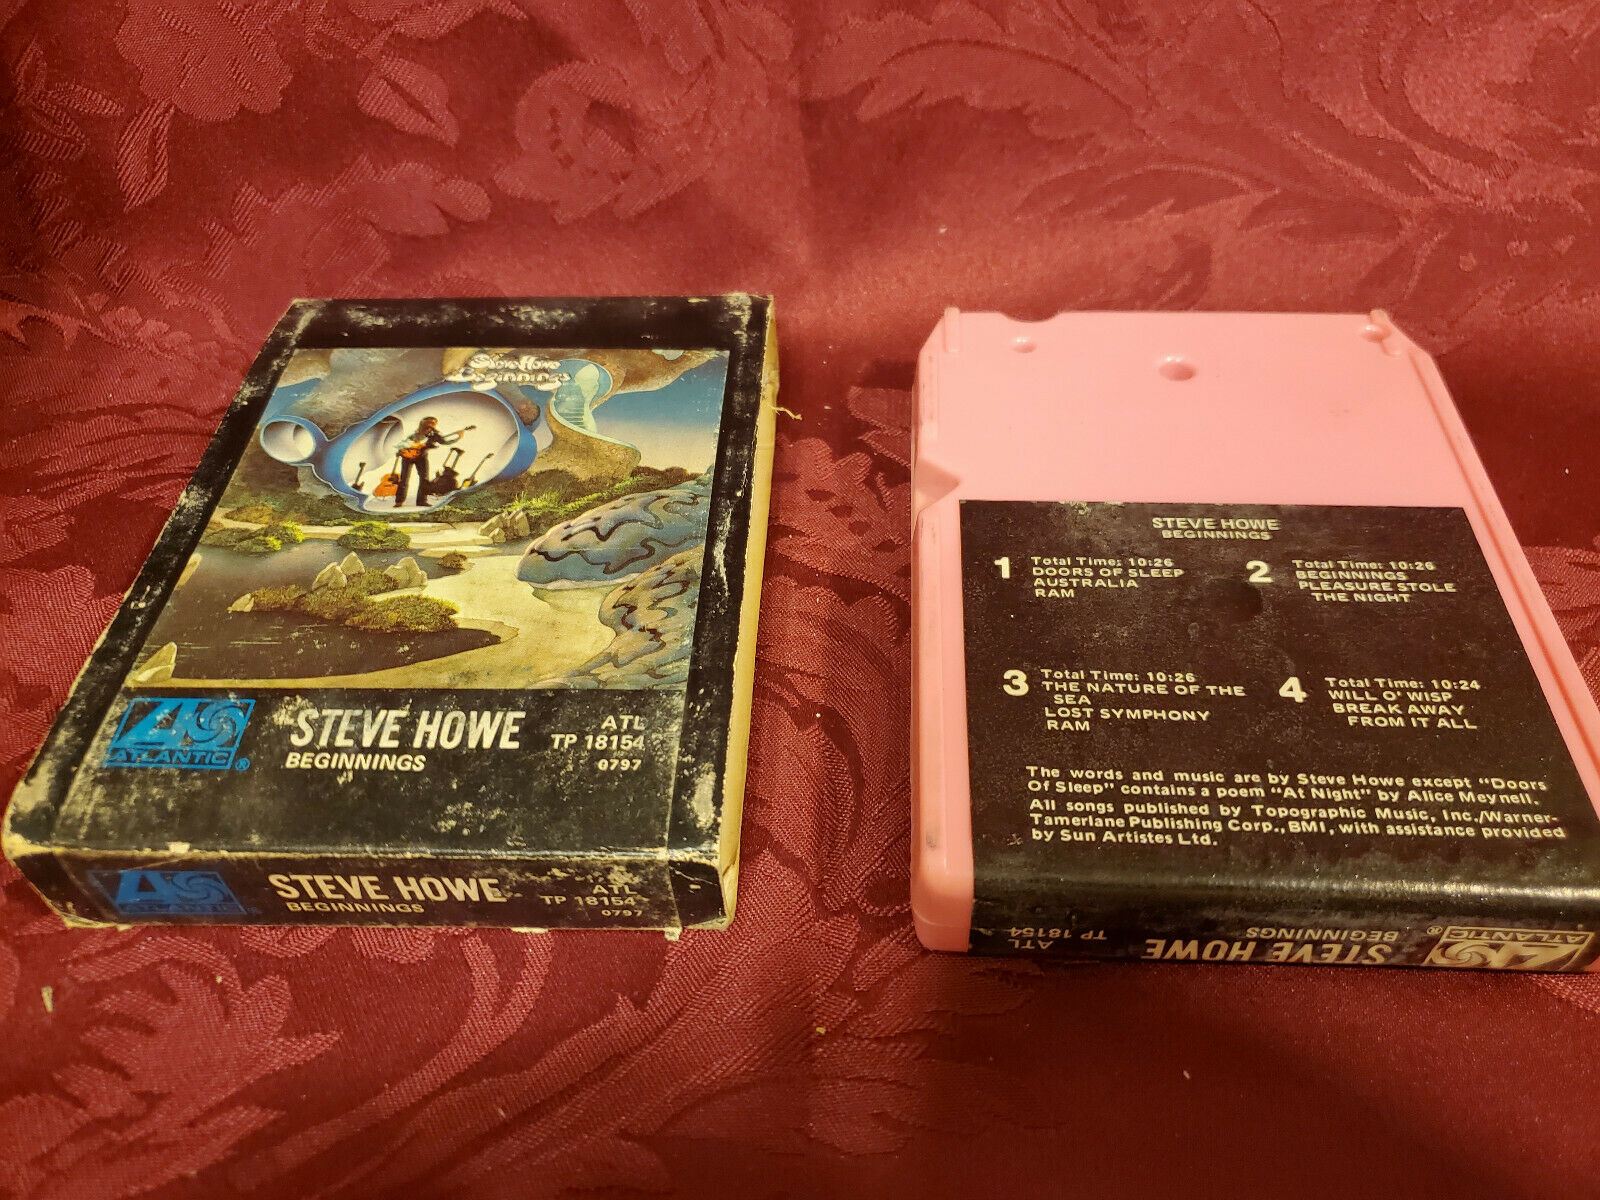 Steve Howe
Beginnings
ATLANTIC®
STEVE HOWE
BEGINNINGS
ATL
TP 18154
0797
STEVE HOWE
BEGINNINGS
ATL
TP 18154
0797
STEVE HOWE
BEGINNINGS
1 Total Time: 10:26
DOORS OF SLEEP
AUSTRALIA
RAM
2 Total Time: 10:26
BEGINNINGS
PLEASURE STOLE
THE NIGHT
3 Total Time: 10:26
THE NATURE OF THE
SEA
LOST SYMPHONY
RAM
4 Total Time: 10:24
WILL O' WISP
BREAK AWAY
FROM IT ALL
The words and music are by Steve Howe except "Doors
Of Sleep" contains a poem "At Night" by Alice Meynell.
All songs published by Topographic Music, Inc./Warner-
Tamerlane Publishing Corp., BMI, with assistance provided
by Sun Artistes Ltd.
ATLANTIC®
STEVE HOWE
BEGINNINGS
ATL
TP 18154